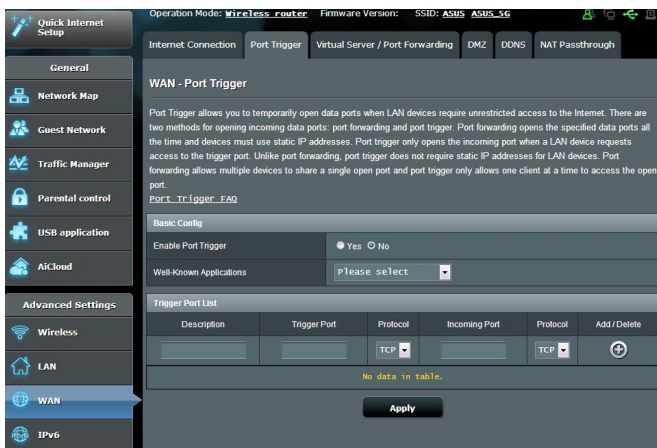 Quick Internet
Setup
Operation Mode: Wireless router Firmware Version: SSID: ASUS ASUS_5G
Internet Connection Port Trigger Virtual Server / Port Forwarding DMZ DDNS NAT Passthrough
General
Network Map
Guest Network
Traffic Manager
Parental control
USB application
AiCloud
Advanced Settings
Wireless
LAN
WAN
IPv6
WAN - Port Trigger
Port Trigger allows you to temporarily open data ports when LAN devices require unrestricted access to the Internet. There are
two methods for opening incoming data ports: port forwarding and port trigger. Port forwarding opens the specified data ports all
the time and devices must use static IP addresses. Port trigger only opens the incoming port when a LAN device requests
access to the trigger port. Unlike port forwarding, port trigger does not require static IP addresses for LAN devices. Port
forwarding allows multiple devices to share a single open port and port trigger only allows one client at a time to access the open
port.
Port Trigger FAQ
Basic Config
Enable Port Trigger Yes No
Well-Known Applications Please select
Trigger Port List
Description Trigger Port Protocol Incoming Port Protocol Add / Delete
TCP TCP
No data in table.
Apply